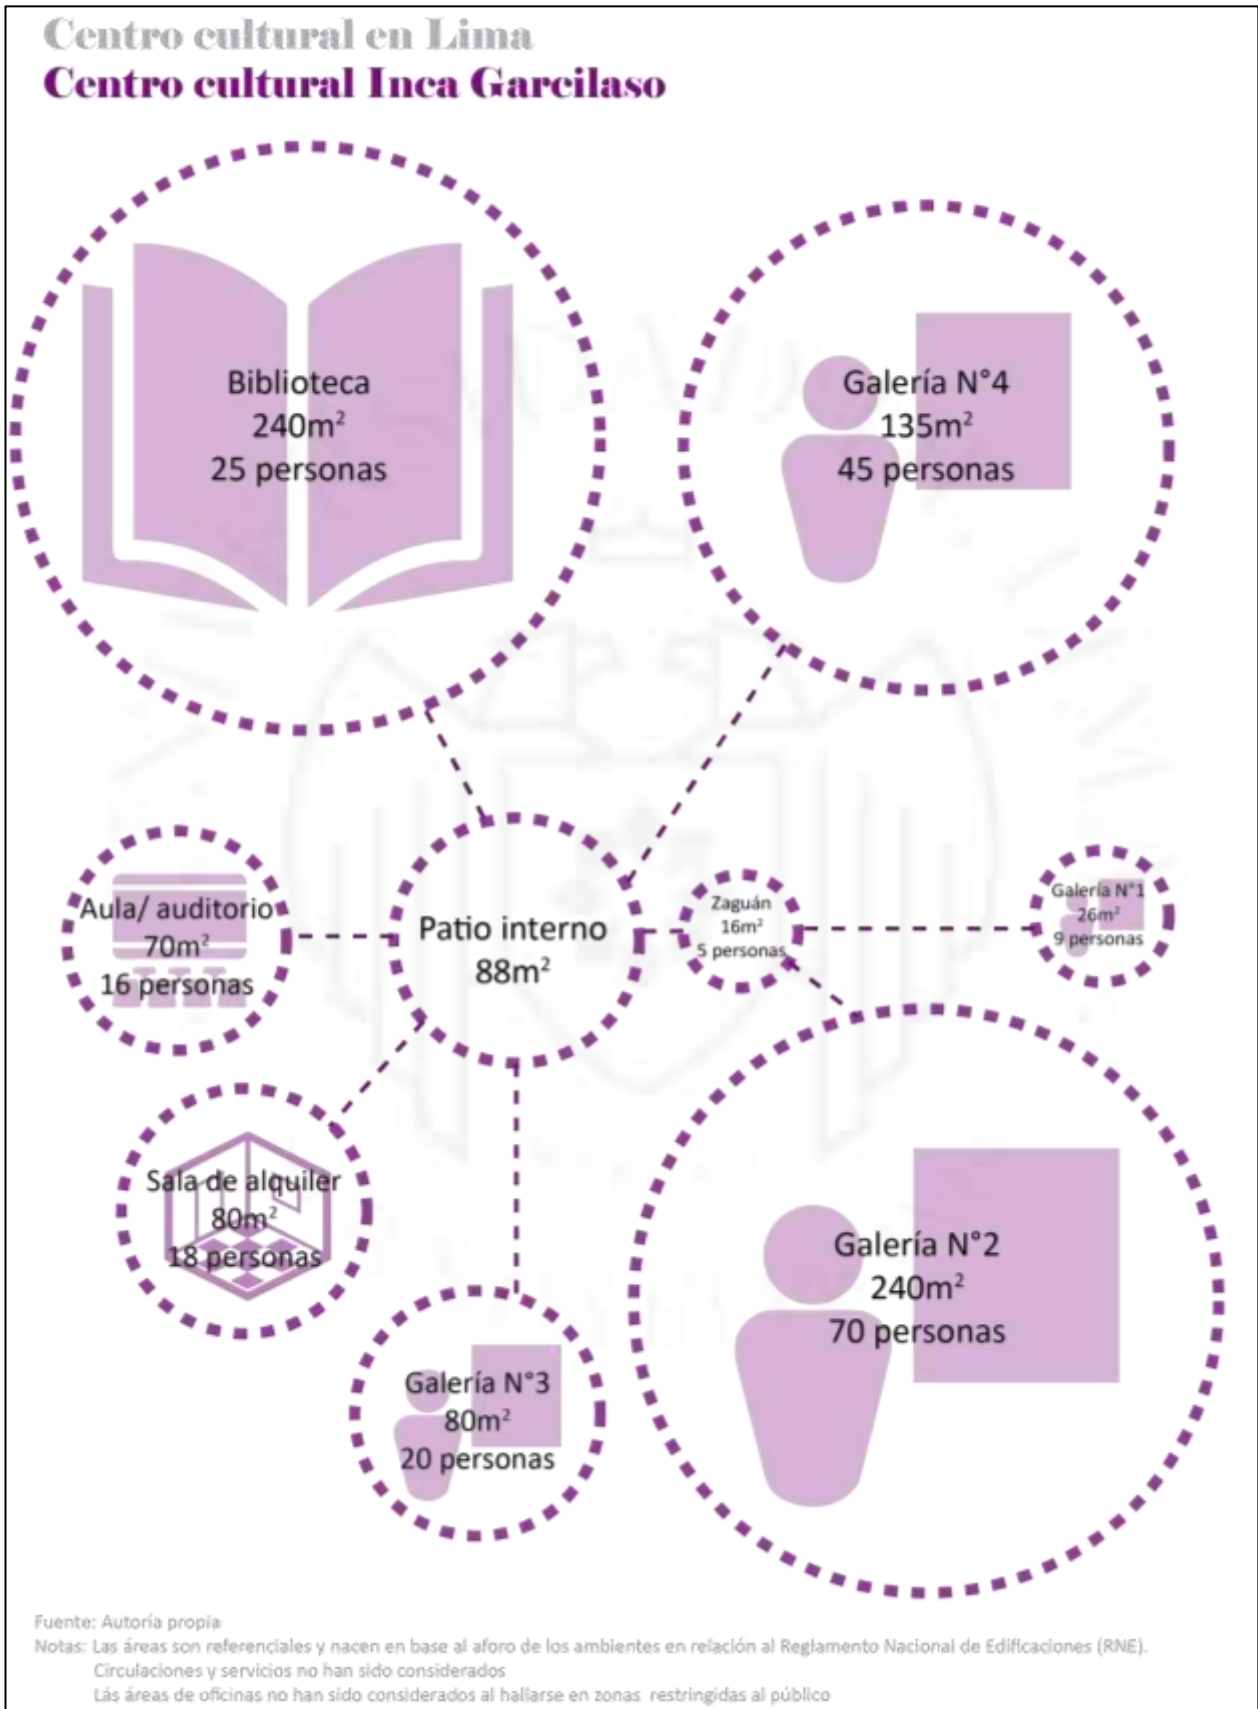 Centro cultural en Lima
Centro cultural Inca Garcilaso
Biblioteca
240m²
25 personas
Galería N°4
135m²
45 personas
Aula/ auditorio
70m²
16 personas
Patio interno
88m²
Zaguán
16m²
5 personas
Galería N°1
26m²
9 personas
Sala de alquiler
80m²
18 personas
Galería N°2
240m²
70 personas
Galería N°3
80m²
20 personas
Fuente: Autoría propia
Notas: Las áreas son referenciales y nacen en base al aforo de los ambientes en relación al Reglamento Nacional de Edificaciones (RNE).
Circulaciones y servicios no han sido considerados
Lás áreas de oficinas no han sido considerados al hallarse en zonas restringidas al público